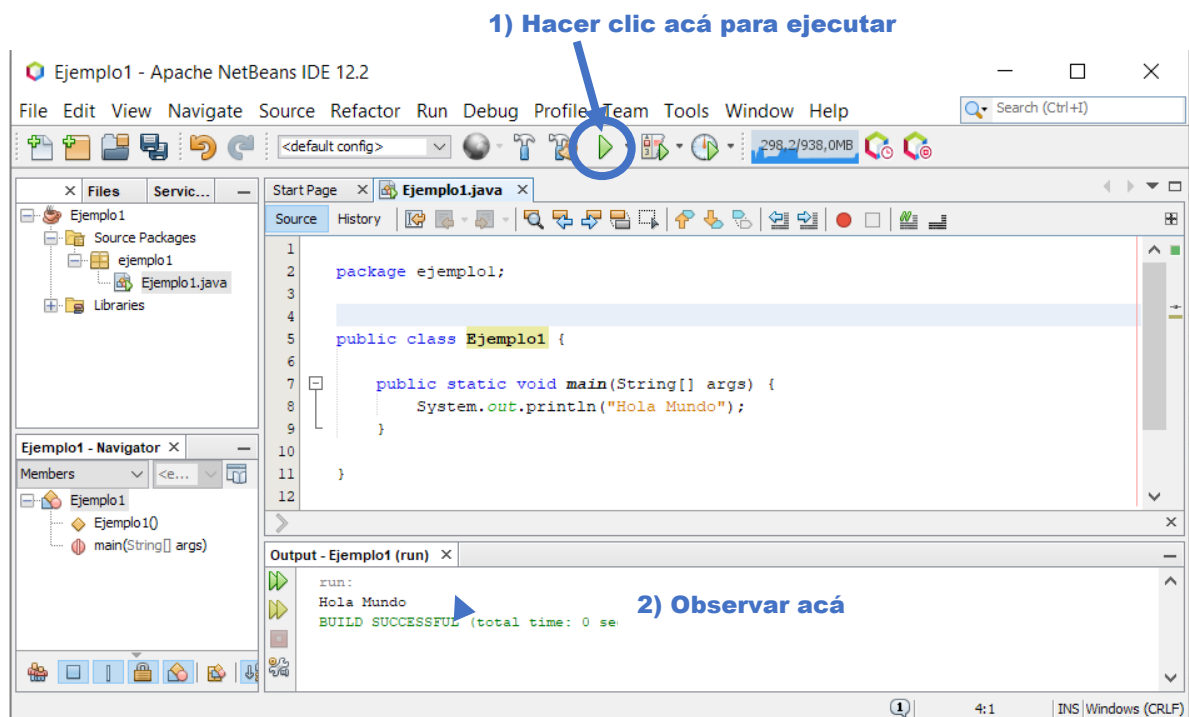 1) Hacer clic acá para ejecutar
Ejemplo1 - Apache NetBeans IDE 12.2
File Edit View Navigate Source Refactor Run Debug Profile Team Tools Window Help
Search (Ctrl+I)
<default config>
298,2/938,0MB
Files Servic...
Start Page Ejemplo1.java
Ejemplo1
Source Packages
ejemplo1
Ejemplo1.java
Libraries
Source History
1
2 package ejemplo1;
3
4
5 public class Ejemplo1 {
6
7 public static void main(String[] args) {
8 System.out.println("Hola Mundo");
9 }
10
11 }
12
Ejemplo1 - Navigator
Members <e...
Ejemplo1
Ejemplo1()
main(String[] args)
Output - Ejemplo1 (run)
run:
Hola Mundo
BUILD SUCCESSFUL (total time: 0 se
2) Observar acá
1 4:1 INS Windows (CRLF)